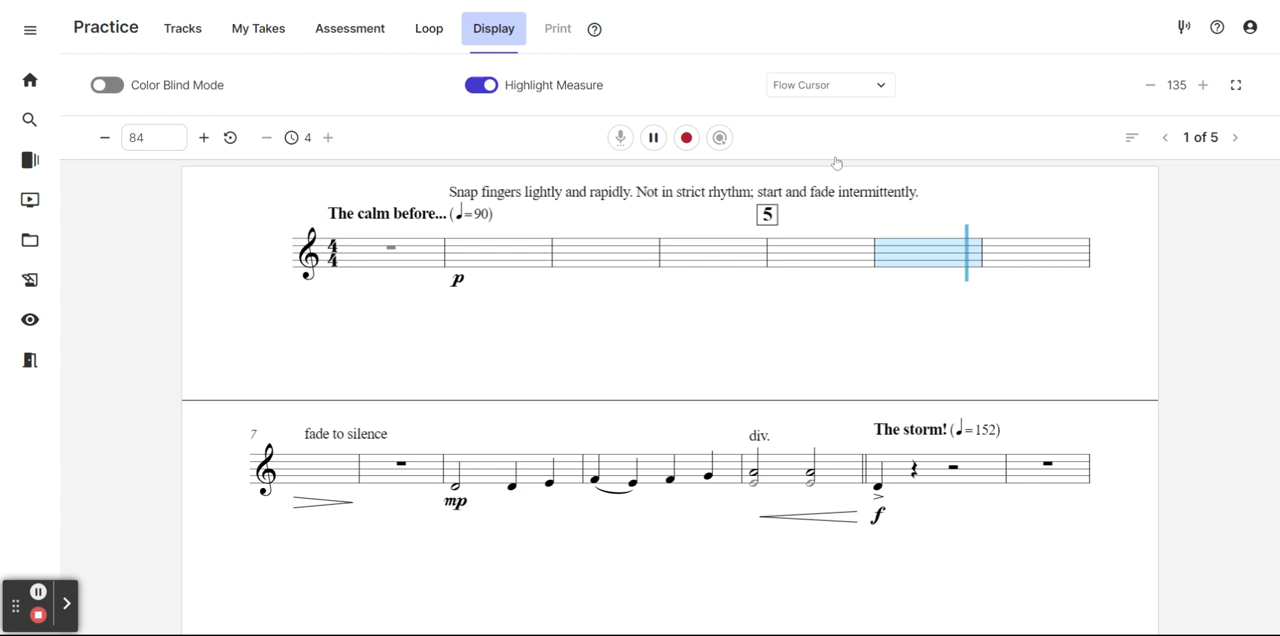 Practice Tracks My Takes Assessment Loop Display Print
Color Blind Mode Highlight Measure Flow Cursor 135
84 4 1 of 5
Snap fingers lightly and rapidly. Not in strict rhythm; start and fade intermittently.
The calm before... (♩=90) 5
4
4
p
7 fade to silence div. The storm! (♩=152)
mp f